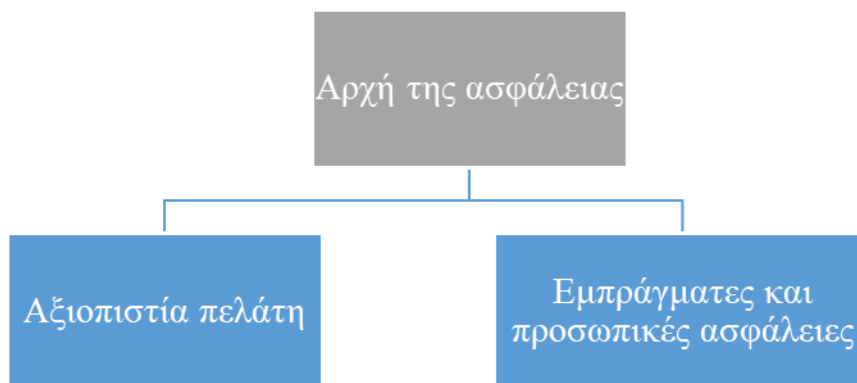 Αρχή της ασφάλειας
Αξιοπιστία πελάτη
Εμπράγματες και
προσωπικές ασφάλειες